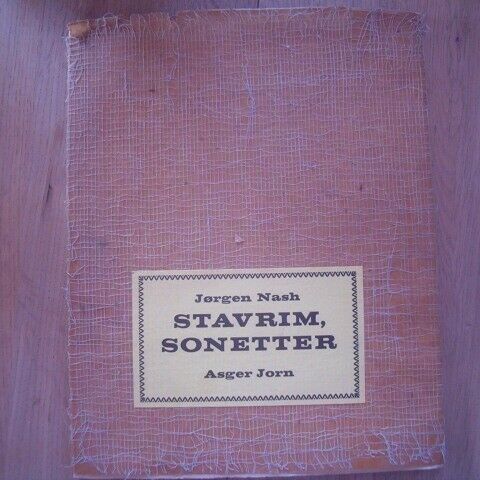 Jørgen Nash
STAVRIM,
SONETTER
Asger Jorn